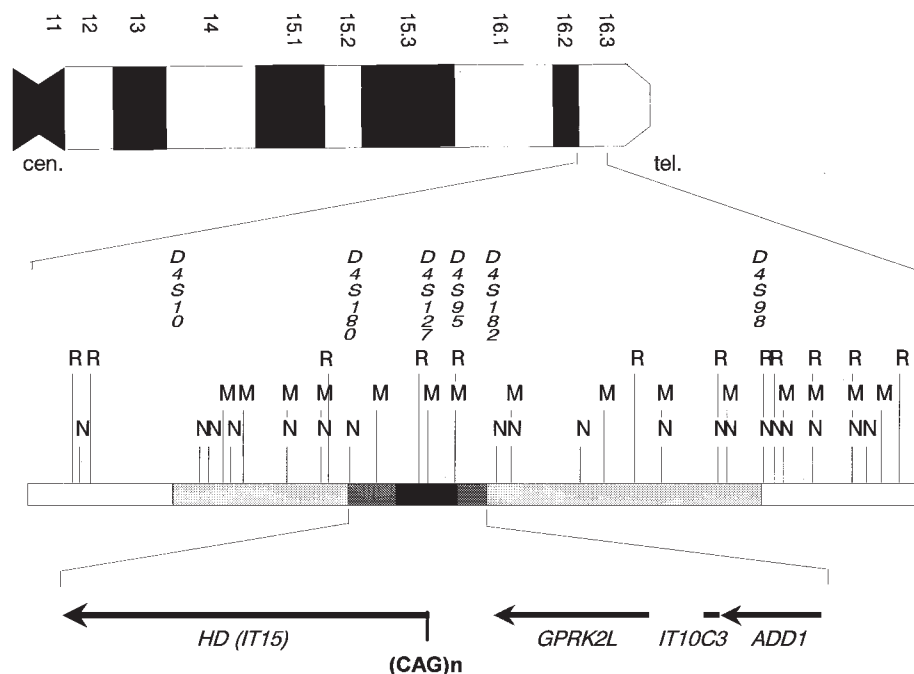 11 12 13 14 15.1 15.2 15.3 16.1 16.2 16.3
cen. tel.
D4S10 D4S180 D4S127 D4S95 D4S182 D4S98
R R R R R R R R R R R R
M M M M M M M M M M M M M M
N N N N N N N N N N N N N N N N N N N N
HD (IT15) GPRK2L IT10C3 ADD1
(CAG)n